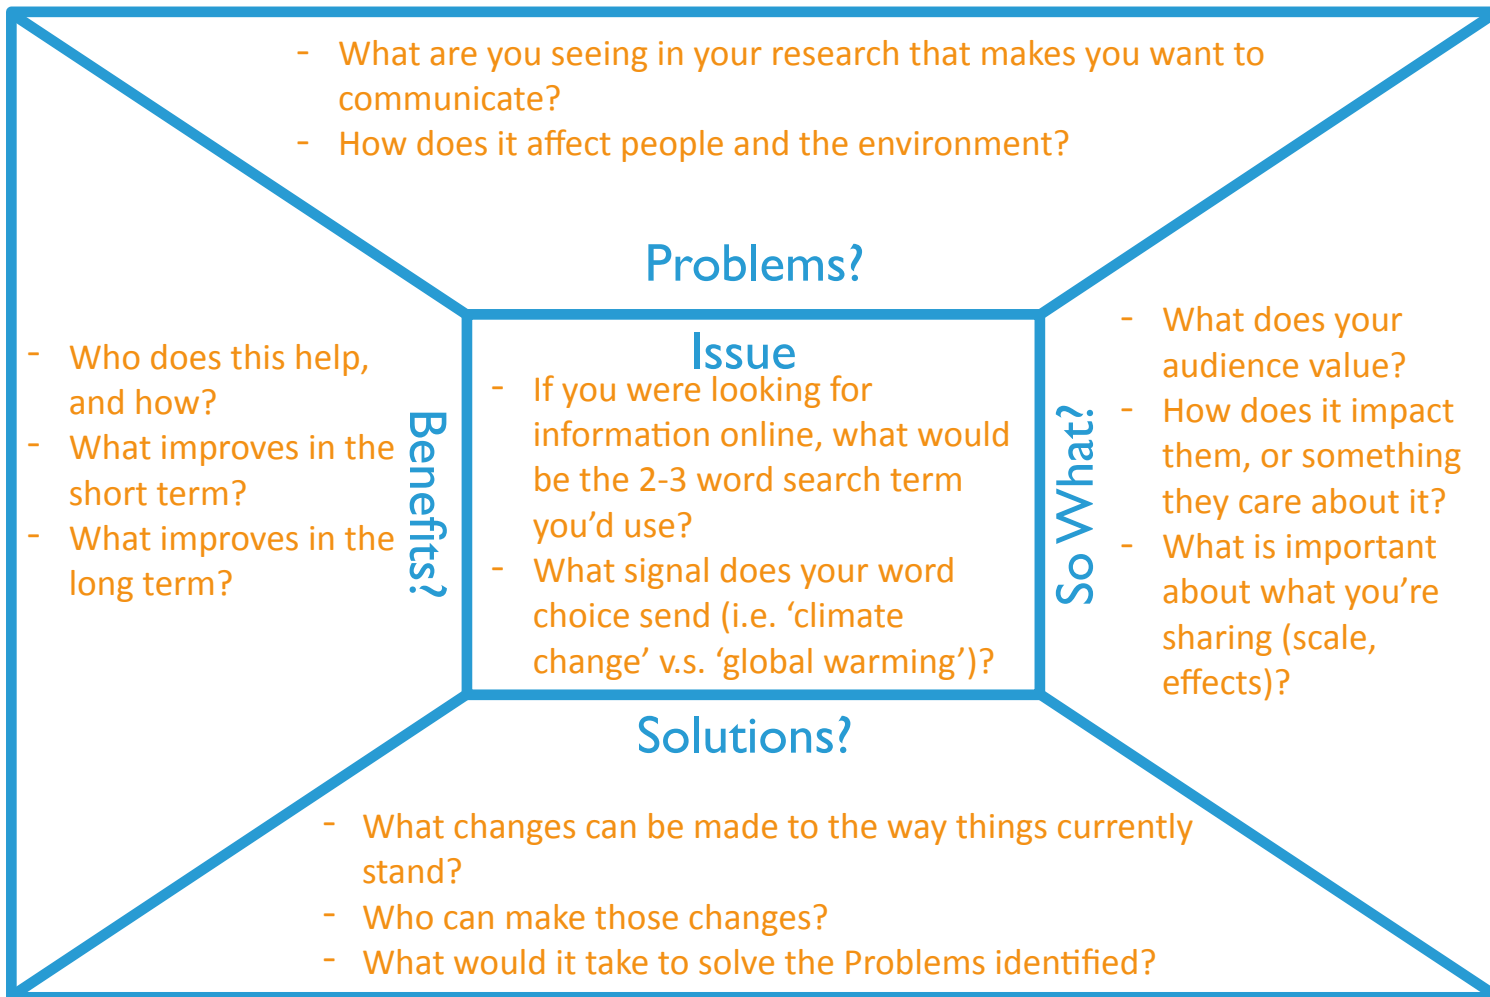 - What are you seeing in your research that makes you want to
communicate?
- How does it affect people and the environment?
Problems?
- Who does this help,
and how?
- What improves in the
short term?
- What improves in the
long term?
Benefits?
Issue
- If you were looking for
information online, what would
be the 2-3 word search term
you’d use?
- What signal does your word
choice send (i.e. ‘climate
change’ v.s. ‘global warming’)?
So What?
- What does your
audience value?
- How does it impact
them, or something
they care about it?
- What is important
about what you’re
sharing (scale,
effects)?
Solutions?
- What changes can be made to the way things currently
stand?
- Who can make those changes?
- What would it take to solve the Problems identified?